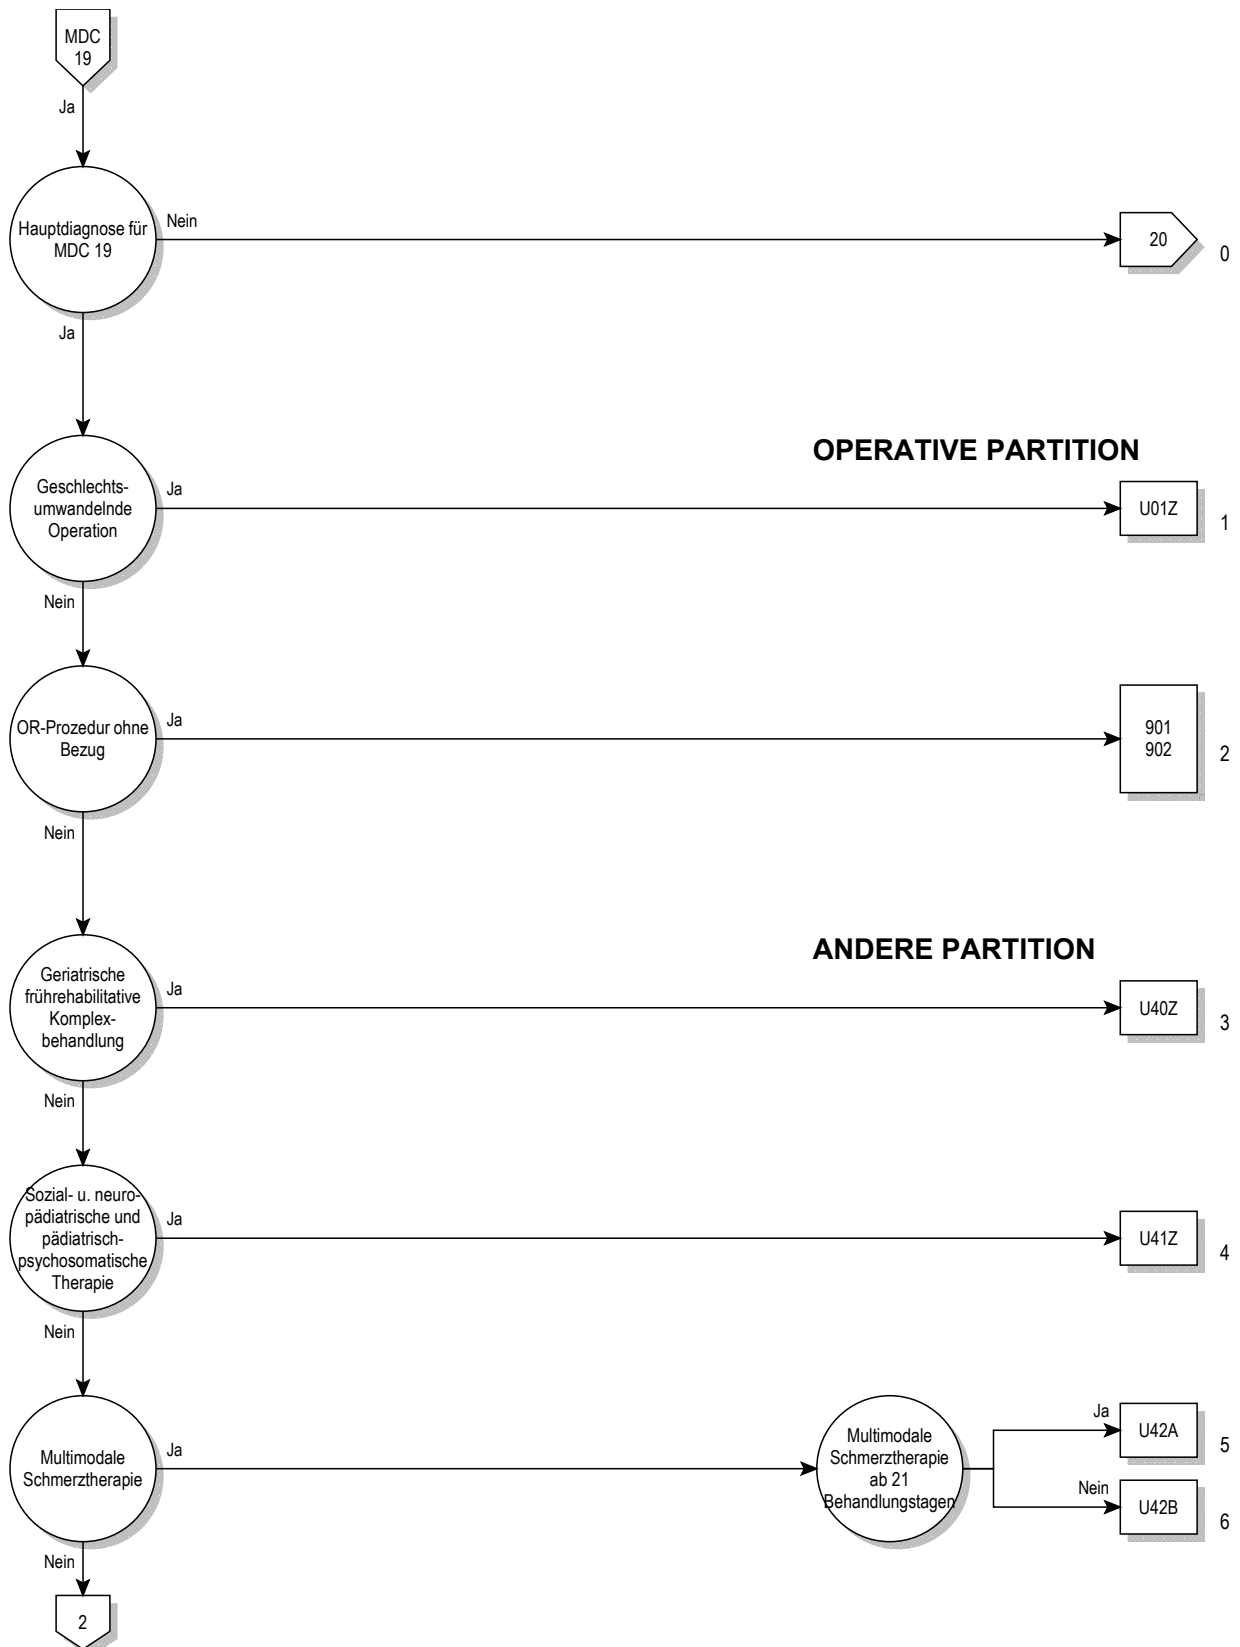 MDC
19
Ja
Hauptdiagnose für
MDC 19
Nein
20
0
Ja
OPERATIVE PARTITION
Geschlechts-
umwandelnde
Operation
Ja
U01Z
1
Nein
OR-Prozedur ohne
Bezug
Ja
901
902
2
Nein
ANDERE PARTITION
Geriatrische
frührehabilitative
Komplex-
behandlung
Ja
U40Z
3
Nein
Sozial- u. neuro-
pädiatrische und
pädiatrisch-
psychosomatische
Therapie
Ja
U41Z
4
Nein
Multimodale
Schmerztherapie
Ja
Multimodale
Schmerztherapie
ab 21
Behandlungstagen
Ja
U42A
5
Nein
U42B
6
Nein
2